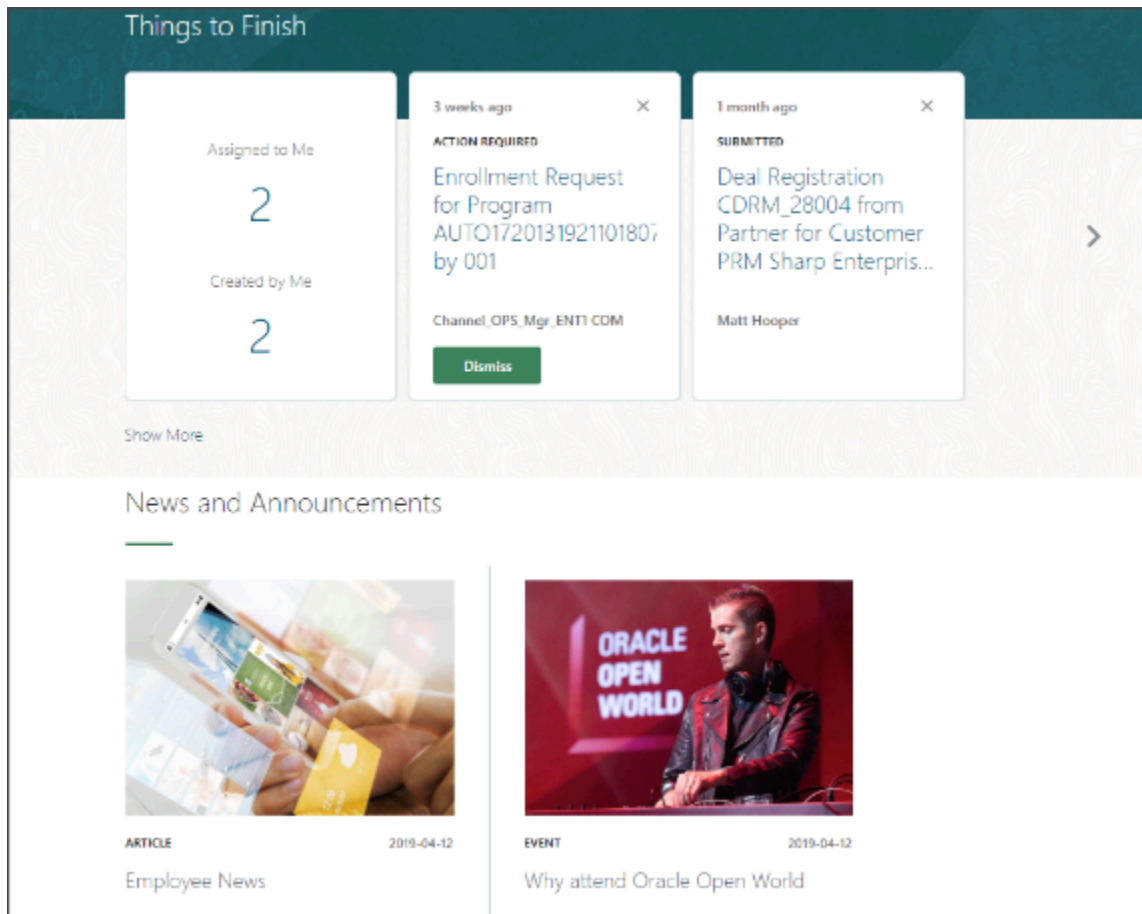 Things to Finish
Assigned to Me
2
Created by Me
2
3 weeks ago
ACTION REQUIRED
Enrollment Request
for Program
AUTO1720131921101807
by 001
Channel_OPS_Mgr_ENT1 COM
Dismiss
1 month ago
SUBMITTED
Deal Registration
CDRM_28004 from
Partner for Customer
PRM Sharp Enterpris...
Matt Hooper
Show More
News and Announcements
ARTICLE 2019-04-12
Employee News
ORACLE
OPEN
WORLD
EVENT 2019-04-12
Why attend Oracle Open World